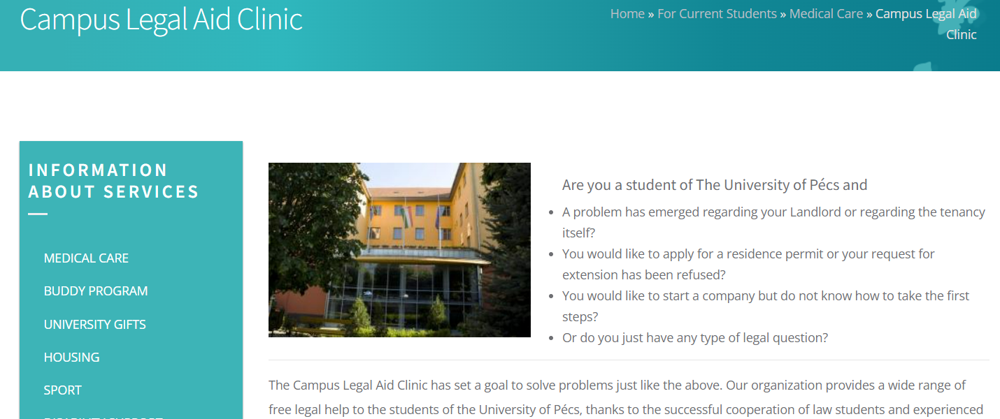 Campus Legal Aid Clinic
Home » For Current Students » Medical Care » Campus Legal Aid
Clinic
INFORMATION
ABOUT SERVICES
MEDICAL CARE
BUDDY PROGRAM
UNIVERSITY GIFTS
HOUSING
SPORT
Are you a student of The University of Pécs and
• A problem has emerged regarding your Landlord or regarding the tenancy
itself?
• You would like to apply for a residence permit or your request for
extension has been refused?
• You would like to start a company but do not know how to take the first
steps?
• Or do you just have any type of legal question?
The Campus Legal Aid Clinic has set a goal to solve problems just like the above. Our organization provides a wide range of
free legal help to the students of the University of Pécs, thanks to the successful cooperation of law students and experienced